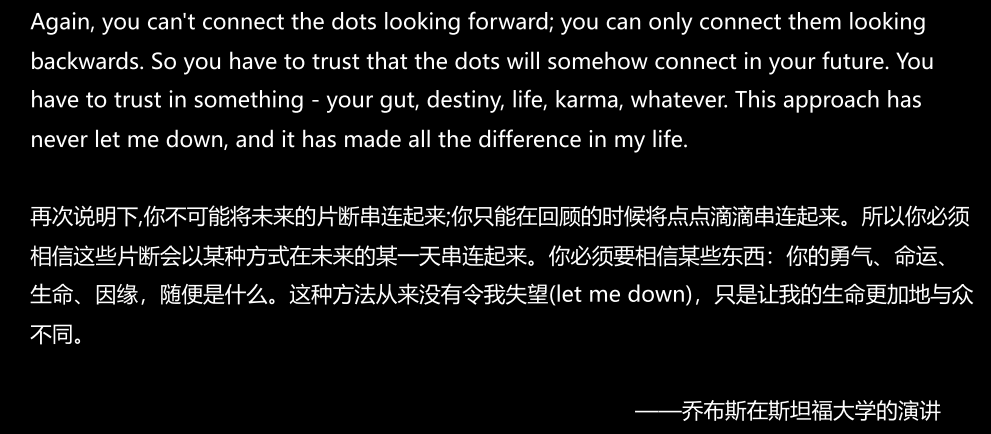 Again, you can't connect the dots looking forward; you can only connect them looking
backwards. So you have to trust that the dots will somehow connect in your future. You
have to trust in something - your gut, destiny, life, karma, whatever. This approach has
never let me down, and it has made all the difference in my life.
再次说明下,你不可能将未来的片断串连起来;你只能在回顾的时候将点点滴滴串连起来。所以你必须
相信这些片断会以某种方式在未来的某一天串连起来。你必须要相信某些东西：你的勇气、命运、
生命、因缘，随便是什么。这种方法从来没有令我失望(let me down)，只是让我的生命更加地与众
不同。
——乔布斯在斯坦福大学的演讲